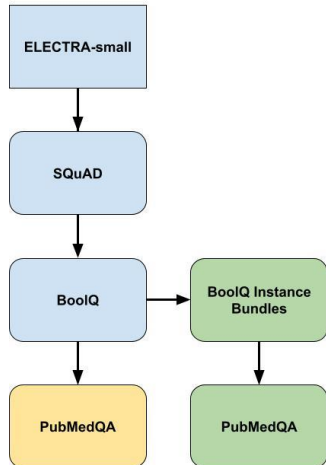 ELECTRA-small
SQuAD
BoolQ
BoolQ Instance
Bundles
PubMedQA
PubMedQA